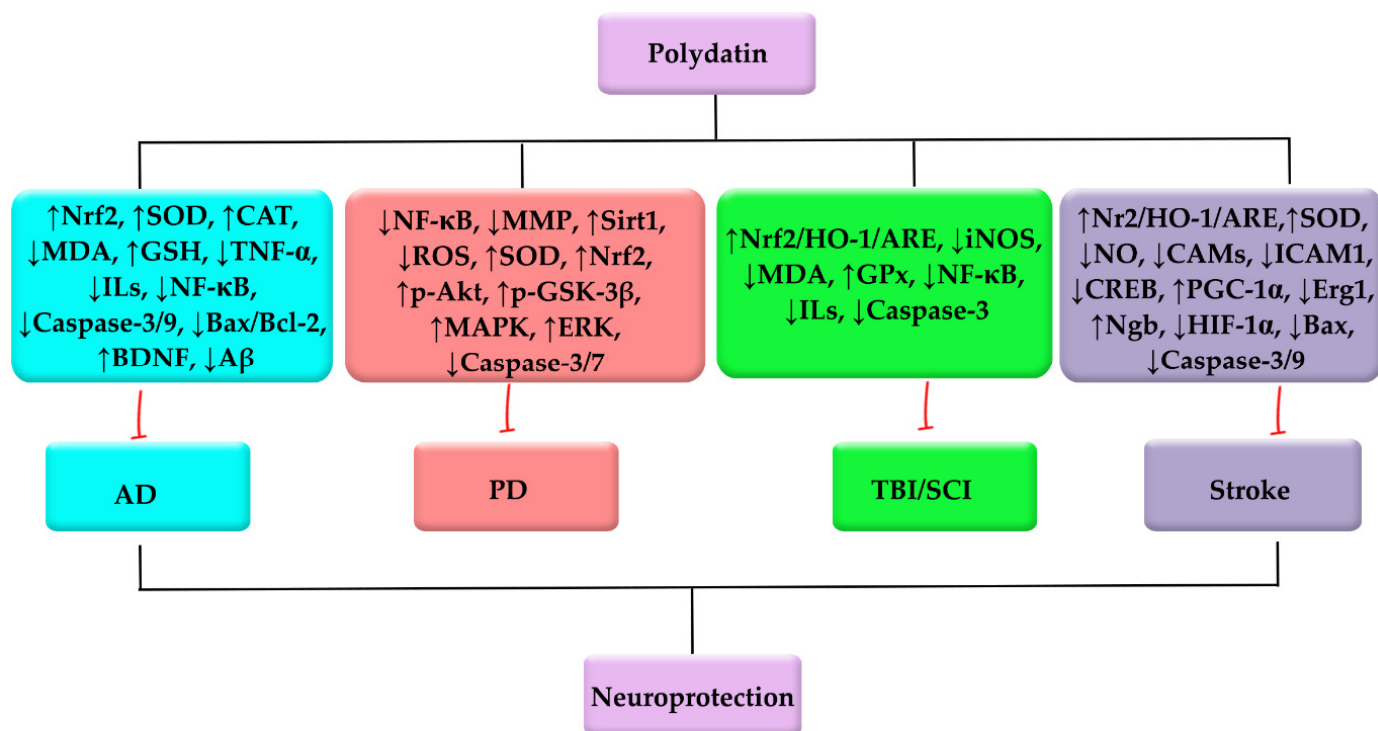 Polydatin
↑Nrf2, ↑SOD, ↑CAT,
↓MDA, ↑GSH, ↓TNF-α,
↓ILs, ↓NF-κB,
↓Caspase-3/9, ↓Bax/Bcl-2,
↑BDNF, ↓Aβ
↓NF-κB, ↓MMP, ↑Sirt1,
↓ROS, ↑SOD, ↑Nrf2,
↑p-Akt, ↑p-GSK-3β,
↑MAPK, ↑ERK,
↓Caspase-3/7
↑Nrf2/HO-1/ARE, ↓iNOS,
↓MDA, ↑GPx, ↓NF-κB,
↓ILs, ↓Caspase-3
↑Nr2/HO-1/ARE,↑SOD,
↓NO, ↓CAMs, ↓ICAM1,
↓CREB, ↑PGC-1α, ↓Erg1,
↑Ngb, ↓HIF-1α, ↓Bax,
↓Caspase-3/9
AD
PD
TBI/SCI
Stroke
Neuroprotection